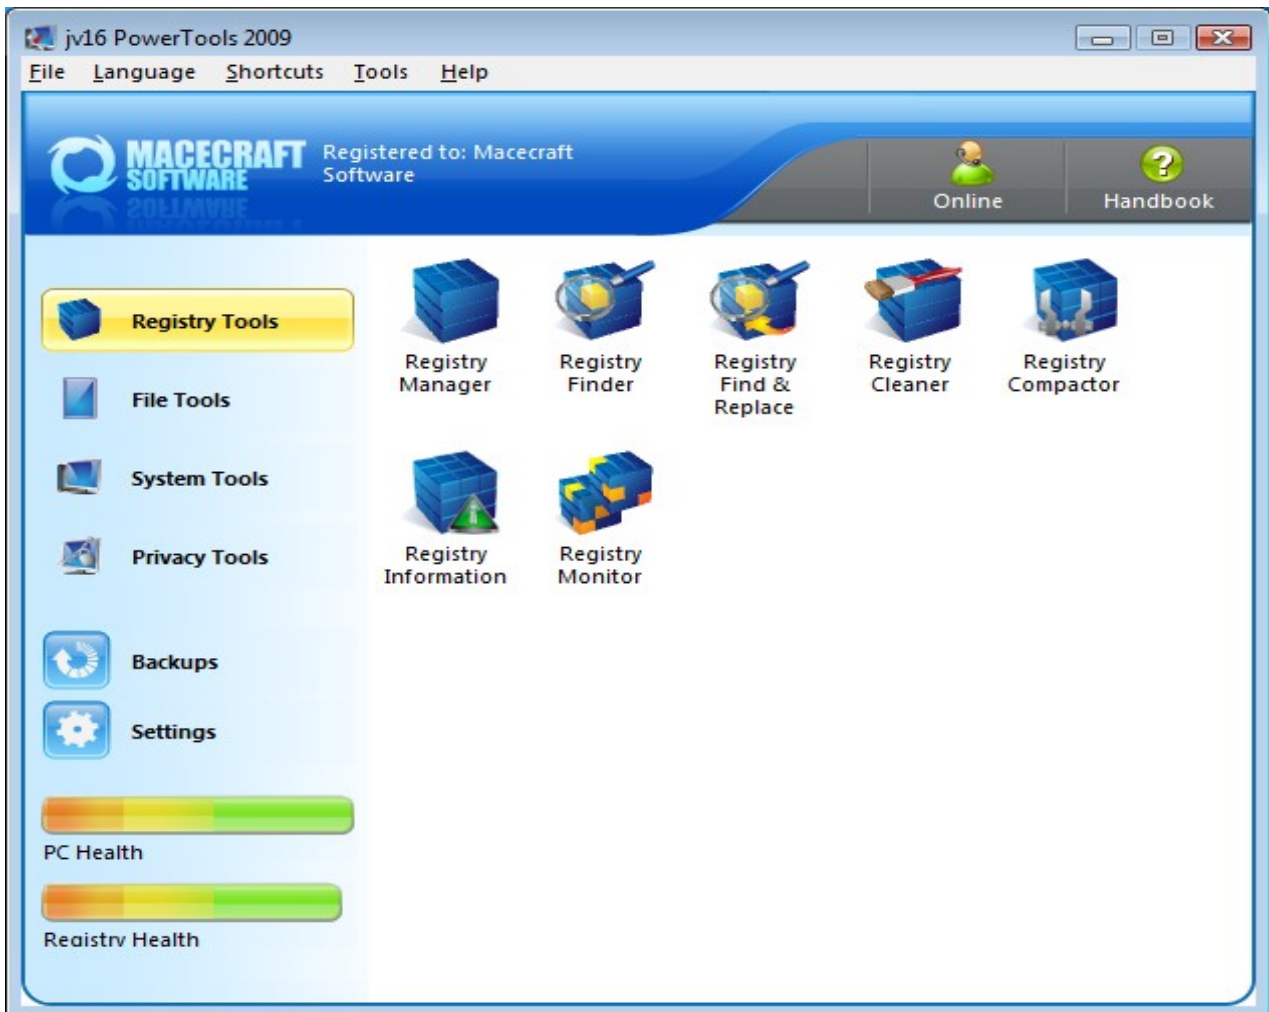 jv16 PowerTools 2009
File Language Shortcuts Tools Help
MACECRAFT
SOFTWARE
Registered to: Macecraft
Software
Online
Handbook
Registry Tools
File Tools
System Tools
Privacy Tools
Backups
Settings
PC Health
Registry Health
Registry
Manager
Registry
Finder
Registry
Find &
Replace
Registry
Cleaner
Registry
Compactor
Registry
Information
Registry
Monitor